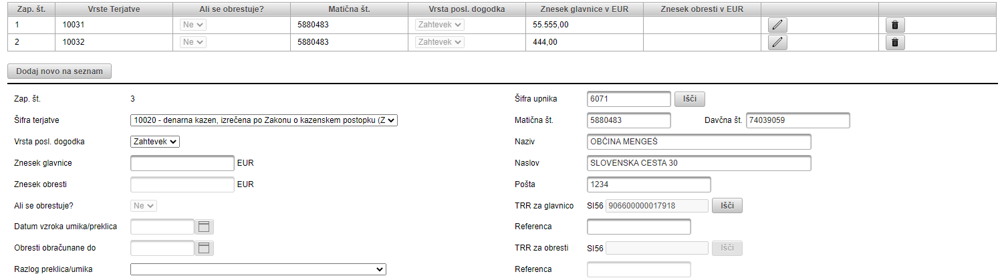 Zap. št. Vrste Terjatve Ali se obrestuje? Matična št. Vrsta posl. dogodka Znesek glavnice v EUR Znesek obresti v EUR
1 10031 Ne 5880483 Zahtevek 55.555,00
2 10032 Ne 5880483 Zahtevek 444,00
Dodaj novo na seznam
Zap. št. 3 Šifra upnika 6071 Išči
Šifra terjatve 10020 - denarna kazen, izrečena po Zakonu o kazenskem postopku (Z Matična št. 5880483 Davčna št. 74039059
Vrsta posl. dogodka Zahtevek Naziv OBČINA MENGEŠ
Znesek glavnice EUR Naslov SLOVENSKA CESTA 30
Znesek obresti EUR Pošta 1234
Ali se obrestuje? Ne TRR za glavnico SI56 906600000017918 Išči
Datum vzroka umika/preklica Referenca
Obresti obračunane do TRR za obresti SI56 Išči
Razlog preklica/umika Referenca